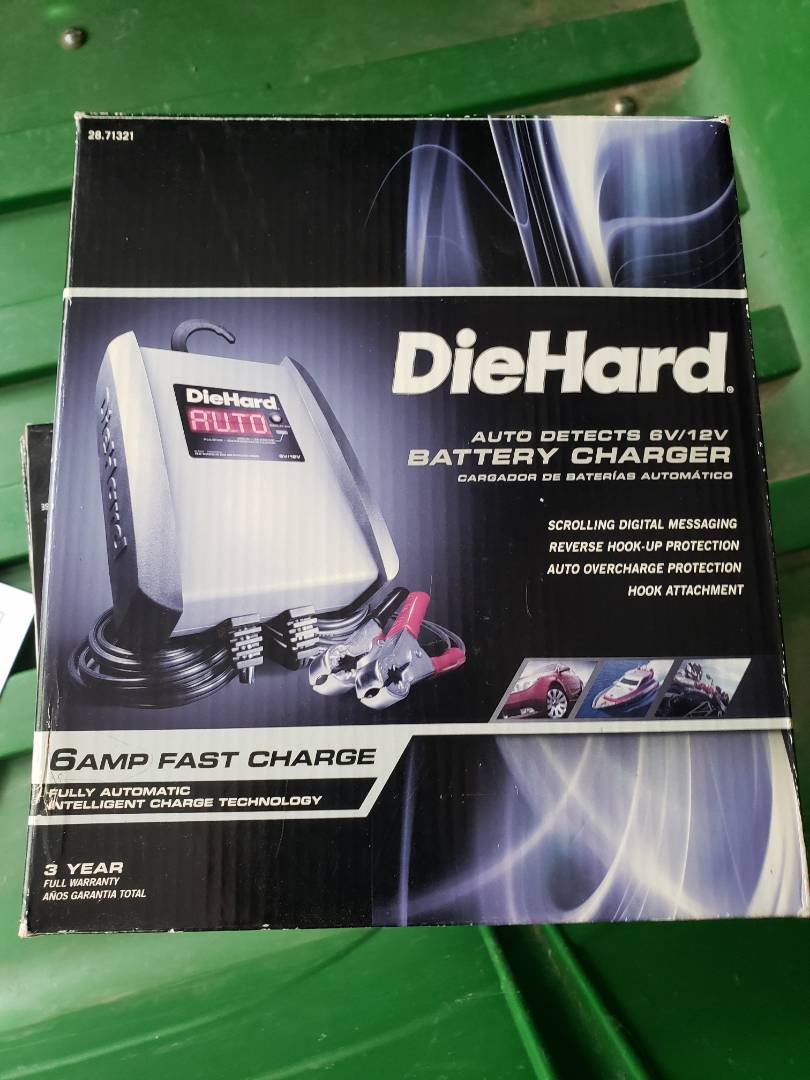 28.71321
DieHard
AUTO DETECTS 6V/12V
BATTERY CHARGER
CARGADOR DE BATERÍAS AUTOMÁTICO
SCROLLING DIGITAL MESSAGING
REVERSE HOOK-UP PROTECTION
AUTO OVERCHARGE PROTECTION
HOOK ATTACHMENT
DieHard
AUTO
6V/12V
DieHard
6AMP FAST CHARGE
FULLY AUTOMATIC
INTELLIGENT CHARGE TECHNOLOGY
3 YEAR
FULL WARRANTY
AÑOS GARANTIA TOTAL